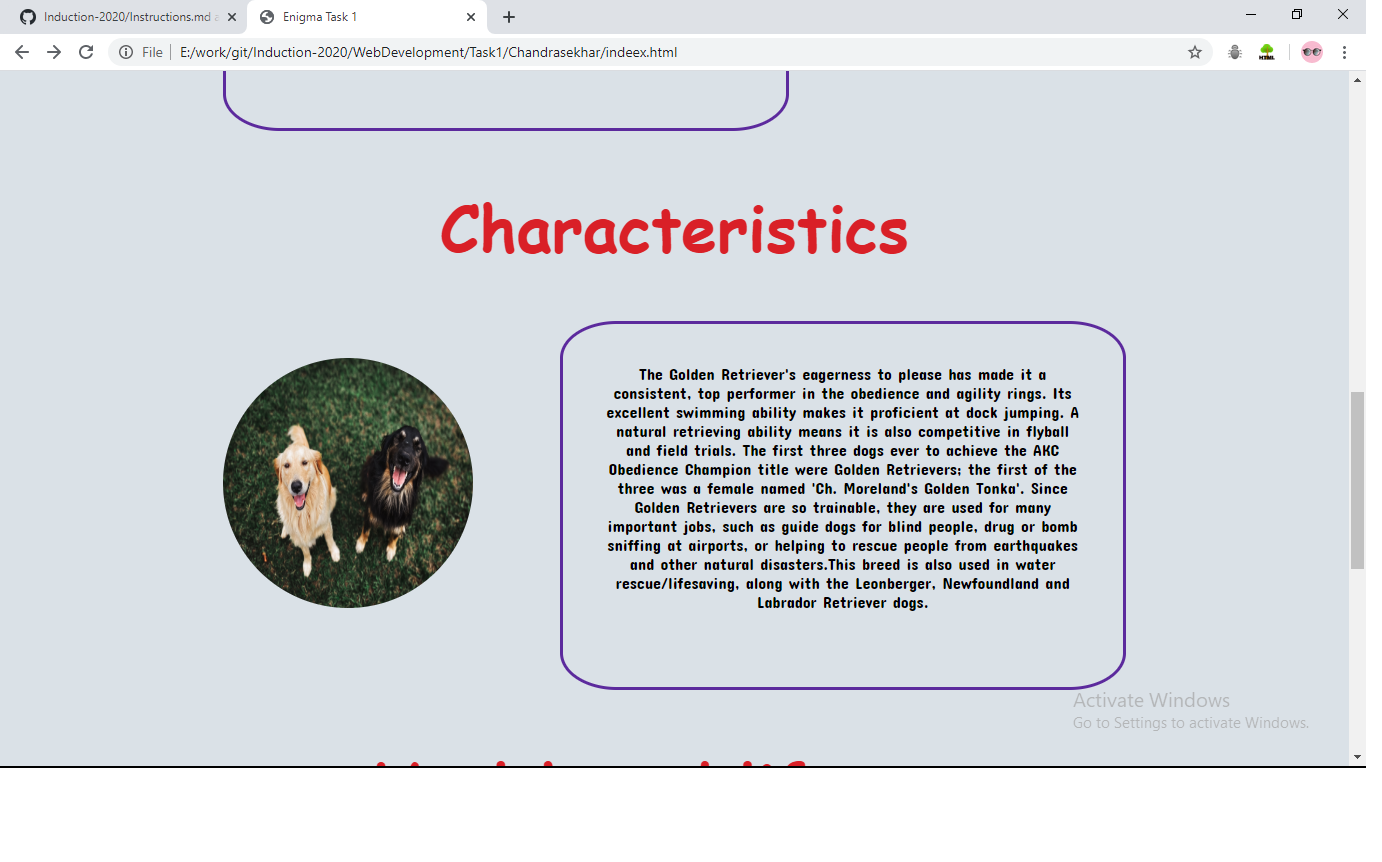 Induction-2020/Instructions.md a
Enigma Task 1
File
E:/work/git/Induction-2020/WebDevelopment/Task1/Chandrasekhar/indeex.html
HTML
Characteristics
The Golden Retriever's eagerness to please has made it a
consistent, top performer in the obedience and agility rings. Its
excellent swimming ability makes it proficient at dock jumping. A
natural retrieving ability means it is also competitive in flyball
and field trials. The first three dogs ever to achieve the AKC
Obedience Champion title were Golden Retrievers; the first of the
three was a female named 'Ch. Moreland's Golden Tonka'. Since
Golden Retrievers are so trainable, they are used for many
important jobs, such as guide dogs for blind people, drug or bomb
sniffing at airports, or helping to rescue people from earthquakes
and other natural disasters.This breed is also used in water
rescue/lifesaving, along with the Leonberger, Newfoundland and
Labrador Retriever dogs.
Activate Windows
Go to Settings to activate Windows.